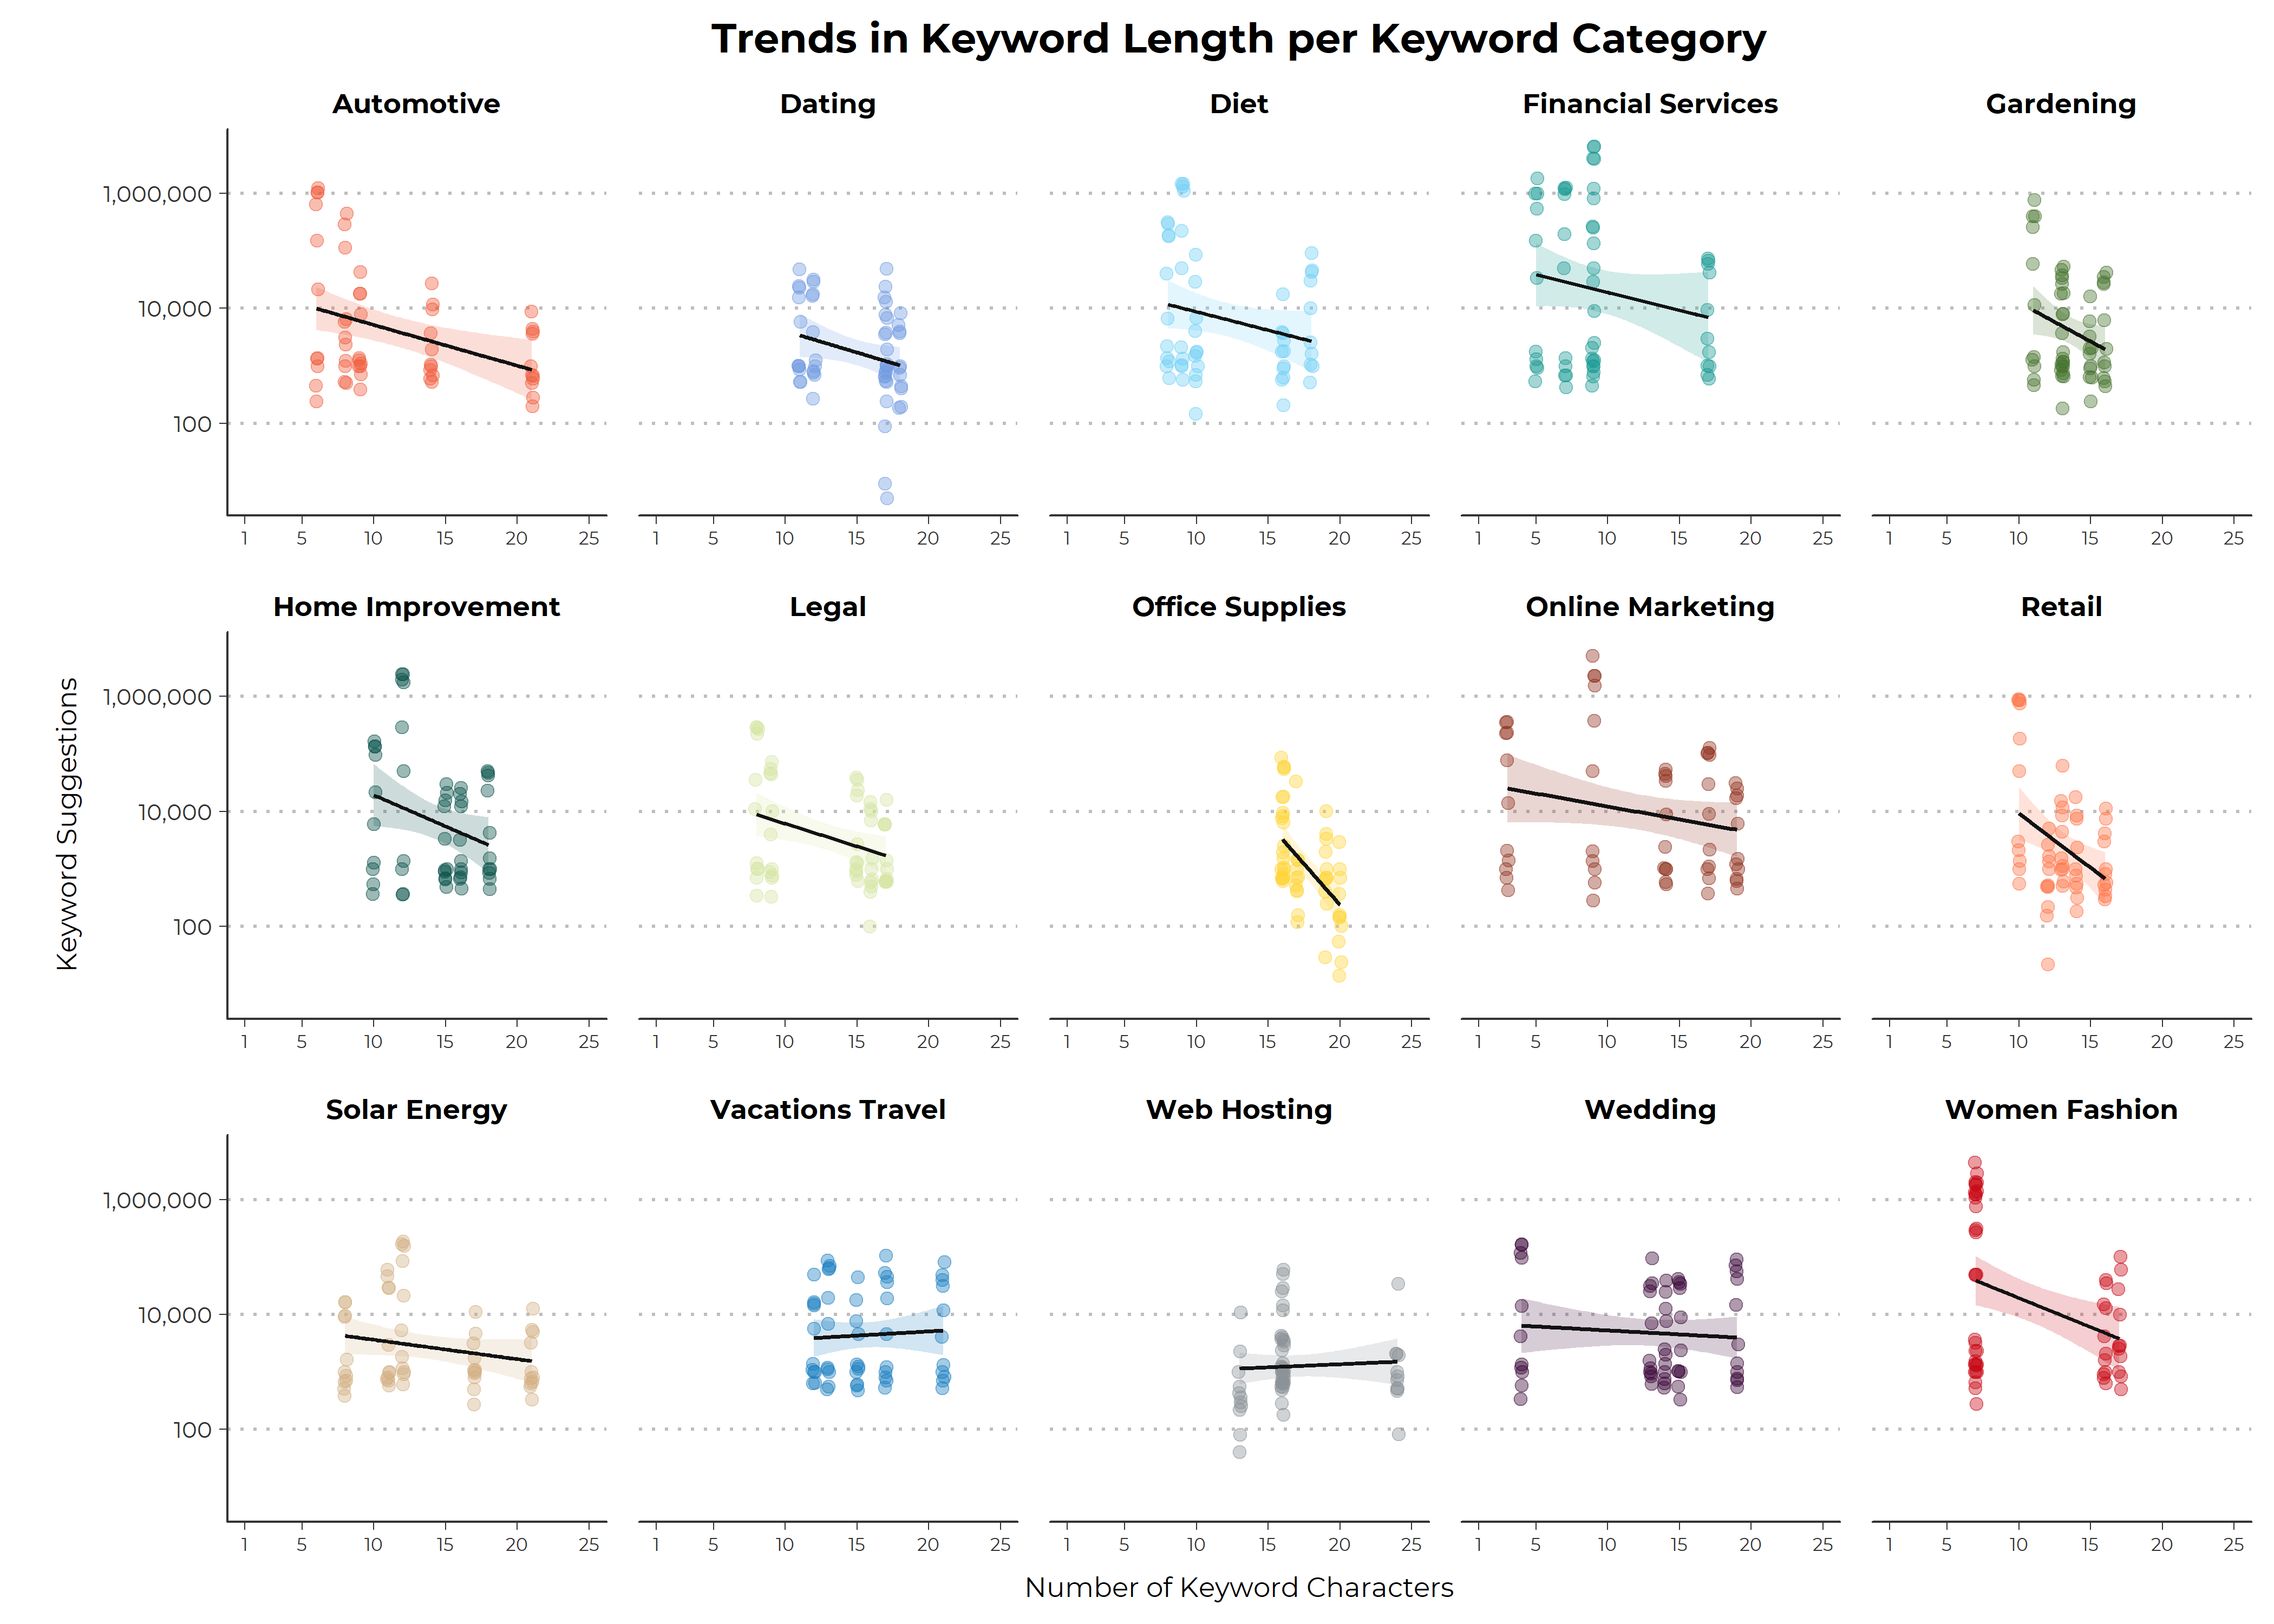 Trends in Keyword Length per Keyword Category
Automotive Dating Diet Financial Services Gardening
1,000,000
10,000
100
1 5 10 15 20 25 1 5 10 15 20 25 1 5 10 15 20 25 1 5 10 15 20 25 1 5 10 15 20 25
Home Improvement Legal Office Supplies Online Marketing Retail
Keyword Suggestions
1,000,000
10,000
100
1 5 10 15 20 25 1 5 10 15 20 25 1 5 10 15 20 25 1 5 10 15 20 25 1 5 10 15 20 25
Solar Energy Vacations Travel Web Hosting Wedding Women Fashion
1,000,000
10,000
100
1 5 10 15 20 25 1 5 10 15 20 25 1 5 10 15 20 25 1 5 10 15 20 25 1 5 10 15 20 25
Number of Keyword Characters